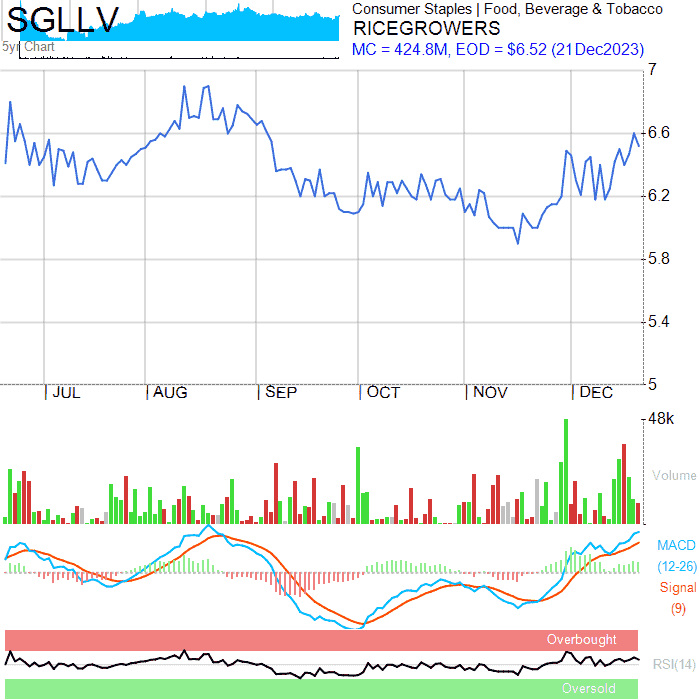 SGLLV
5yr Chart
Consumer Staples | Food, Beverage & Tobacco
RICEGROWERS
MC = 424.8M, EOD = $6.52 (21Dec2023)
7
6.6
6.2
5.8
5.4
5
JUL AUG SEP OCT NOV DEC
48k
Volume
MACD
(12-26)
Signal
(9)
Overbought
RSI(14)
Oversold